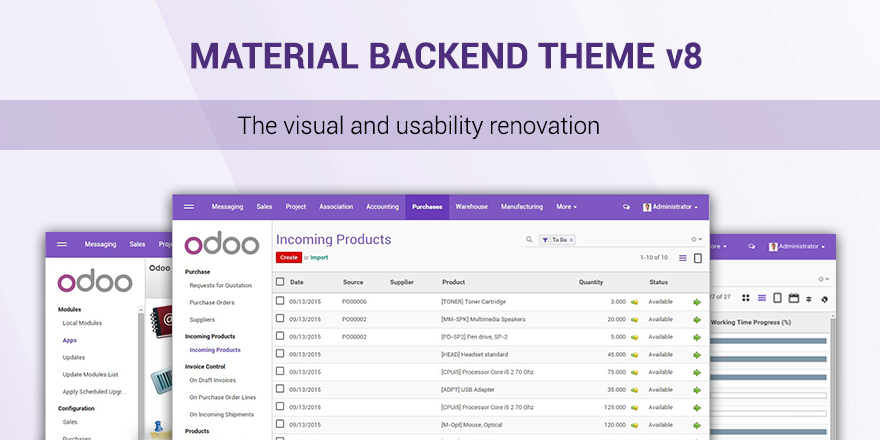 MATERIAL BACKEND THEME v8
The visual and usability renovation
Messaging Sales Project Association Accounting Purchases Warehouse Manufacturing More Administrator
odoo
Incoming Products
To Do x
Create or Import
1-10 of 10
Purchase
Requests for Quotation
Purchase Orders
Suppliers
Incoming Products
Incoming Products
Invoice Control
On Draft Invoices
On Purchase Order Lines
On Incoming Shipments
Products
Date Source Supplier Product Quantity Status
09/13/2015 PO00006 [TONER] Toner Cartridge 3.000 Available
09/13/2015 PO00002 [MM-SPK] Multimedia Speakers 20.000 Available
09/13/2015 PO00002 [PD-SP2] Pen drive, SP-2 5.000 Available
09/13/2015 [HEAD] Headset standard 45.000 Available
09/13/2015 [CPUi5] Processor Core i5 2.70 Ghz 75.000 Available
09/13/2015 [ADPT] USB Adapter 35.000 Available
09/13/2015 [CPUi5] Processor Core i5 2.70 Ghz 125.000 Available
09/13/2015 [M-Opt] Mouse, Optical 120.000 Available
Messaging Sales Proje
odoo
Odoo
Modules
Local Modules
Apps
Updates
Update Modules List
Apply Scheduled Upgr...
Configuration
Sales
Purchases
ore Administrator
7 of 27
Working Time Progress (%)